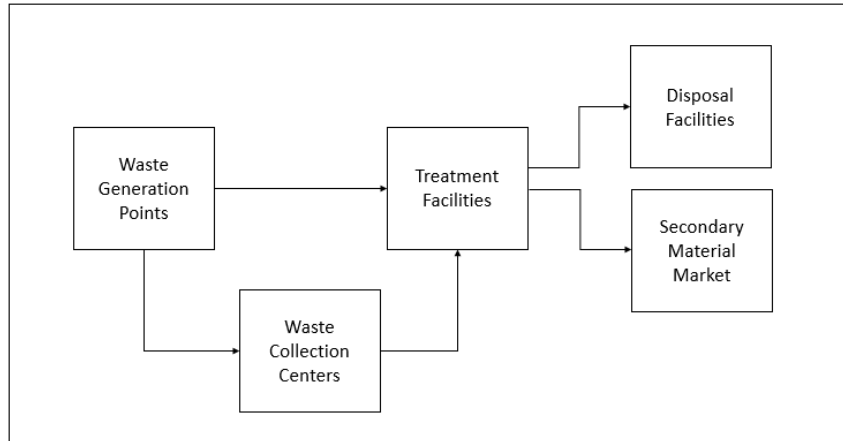 Waste
Generation
Points
Waste
Collection
Centers
Treatment
Facilities
Disposal
Facilities
Secondary
Material
Market